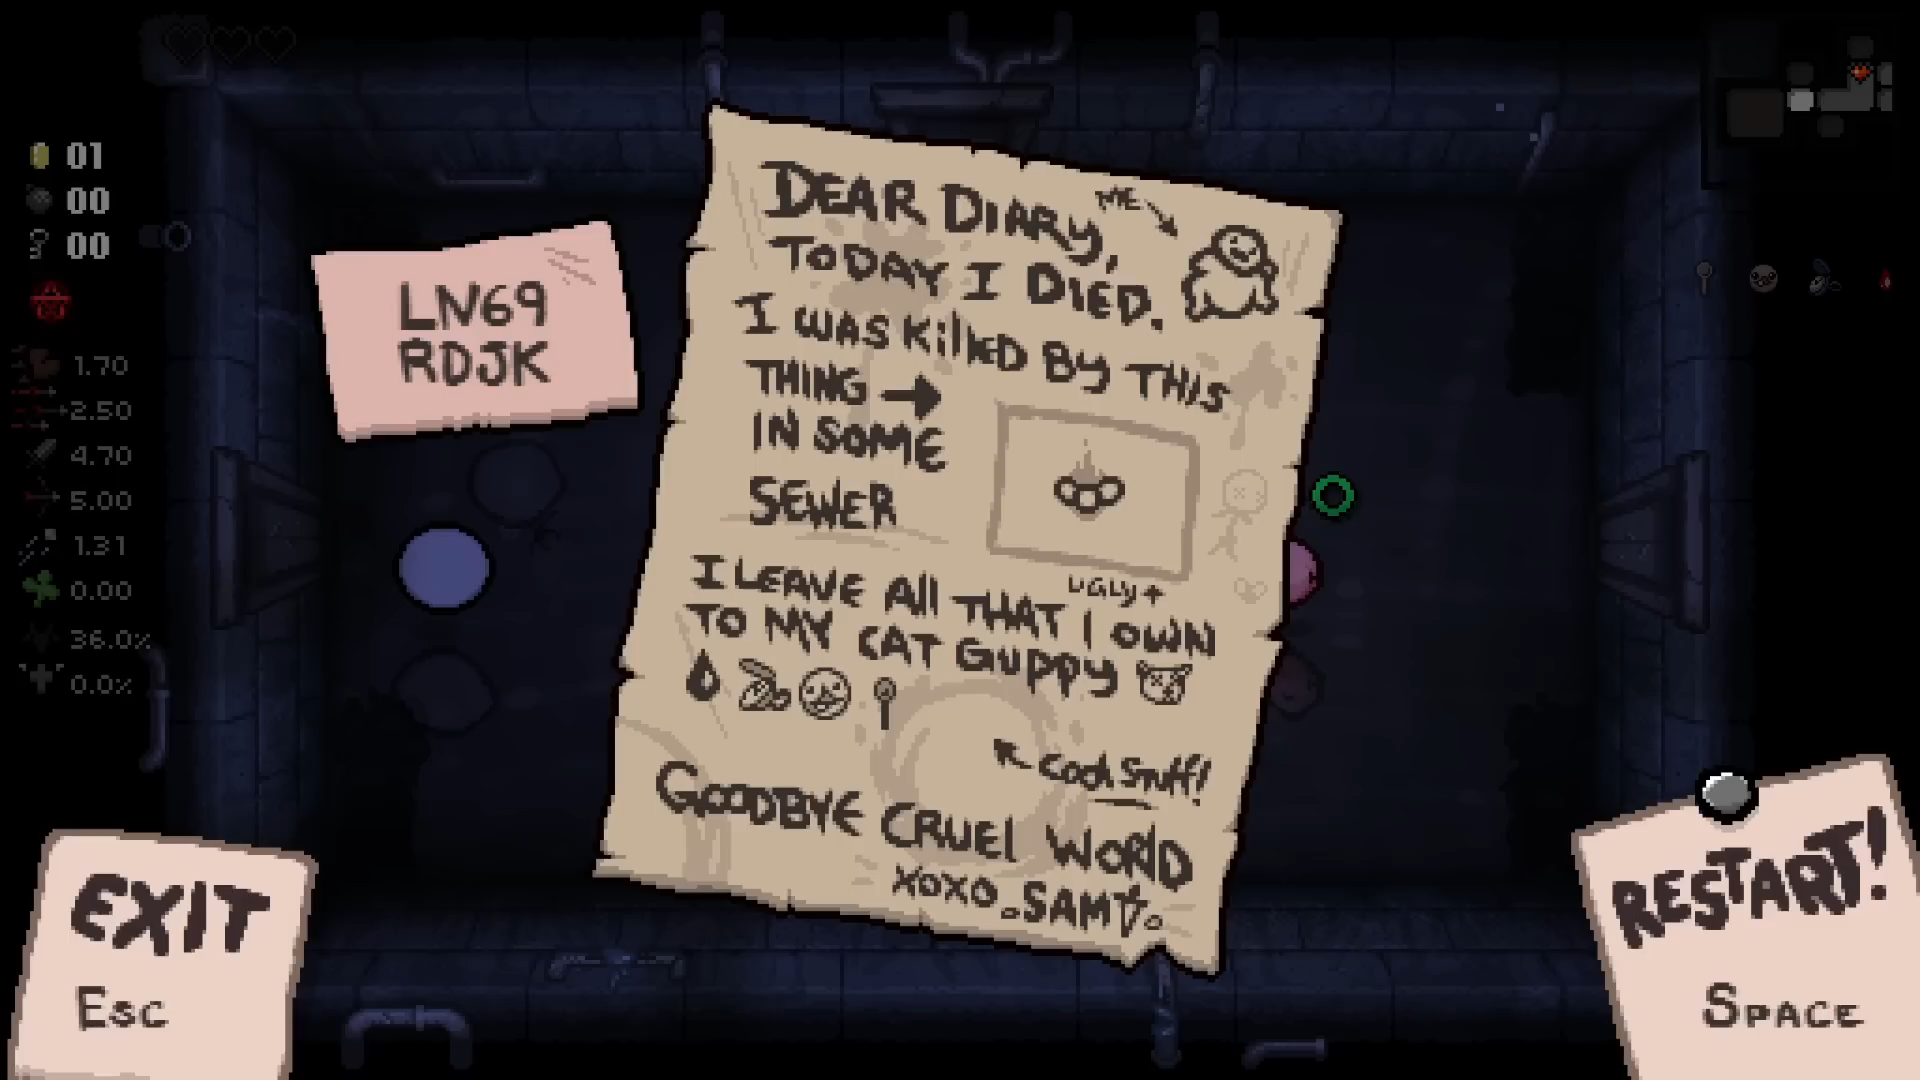 01
00
00
1.70
2.50
4.70
5.00
1.31
0.00
36.0%
0.0%
LN69
RDJK
DEAR DIARY,
ME
TODAY I DIED.
I WAS KillED BY THIS
THING
IN SOME
SEWER
UGLY
I LEAVE All THAT I OWN
TO MY CAT GUPPY
COOL STUFF!
GOODBYE CRUEl WORlD
XOXO SAM
EXIT
ESC
RESTART!
SPACE